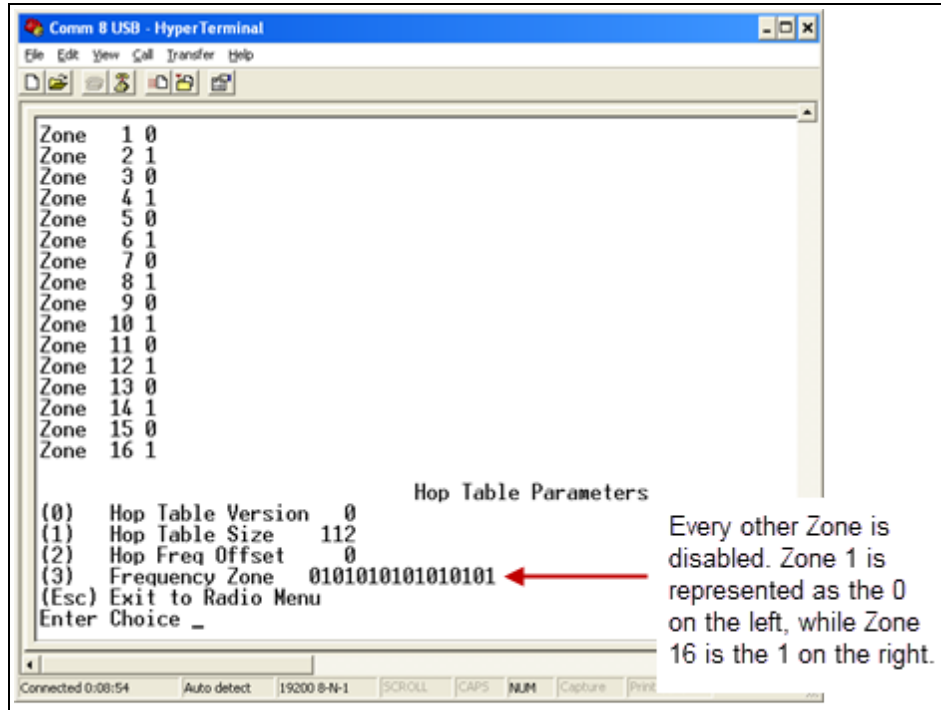 Comm 8 USB - HyperTerminal
File Edit View Call Transfer Help
Zone 1 0
Zone 2 1
Zone 3 0
Zone 4 1
Zone 5 0
Zone 6 1
Zone 7 0
Zone 8 1
Zone 9 0
Zone 10 1
Zone 11 0
Zone 12 1
Zone 13 0
Zone 14 1
Zone 15 0
Zone 16 1
Hop Table Parameters
(0) Hop Table Version 0
(1) Hop Table Size 112
(2) Hop Freq Offset 0
(3) Frequency Zone 0101010101010101
(Esc) Exit to Radio Menu
Enter Choice _
Every other Zone is
disabled. Zone 1 is
represented as the 0
on the left, while Zone
16 is the 1 on the right.
Connected 0:08:54 Auto detect 19200 8-N-1 SCROLL CAPS NUM Capture Print